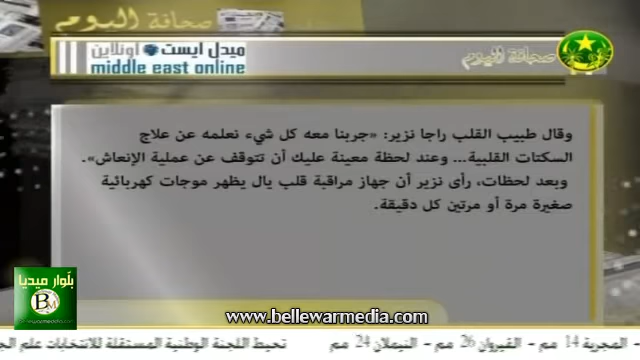 صحافة اليوم
ميدل ايست اونلاين
middle east online
صحافة اليوم
وقال طبيب القلب راجا نزير: «جربنا معه كل شيء نعلمه عن علاج
السكتات القلبية... وعند لحظة معينة عليك أن تتوقف عن عملية الإنعاش».
وبعد لحظات، رأى نزير أن جهاز مراقبة قلب يال يظهر موجات كهربائية
صغيرة مرة أو مرتين كل دقيقة.
بلوار ميديا
BM
www.bellewarmedia.com
المجرية 14 مم - القيروان 26 مم - النيملان 24 مم
تحيط اللجنة الوطنية المستقلة للانتخابات علم